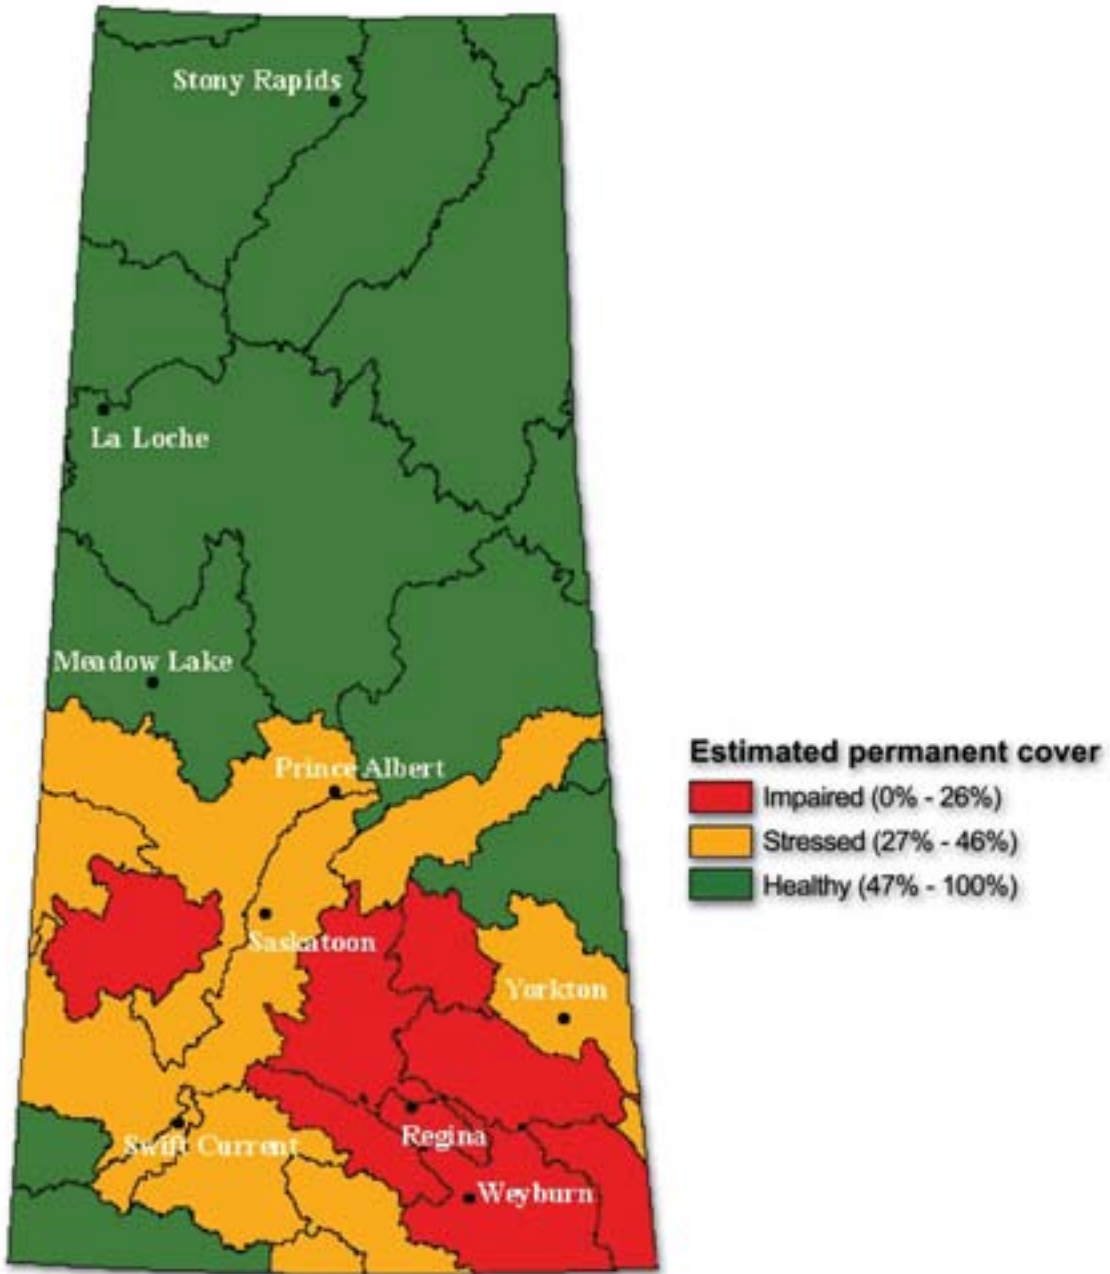 Stony Rapids
La Loche
Meadow Lake
Prince Albert
Saskatoon
Yorkton
Swift Current
Regina
Weyburn
Estimated permanent cover
Impaired (0% - 26%)
Stressed (27% - 46%)
Healthy (47% - 100%)